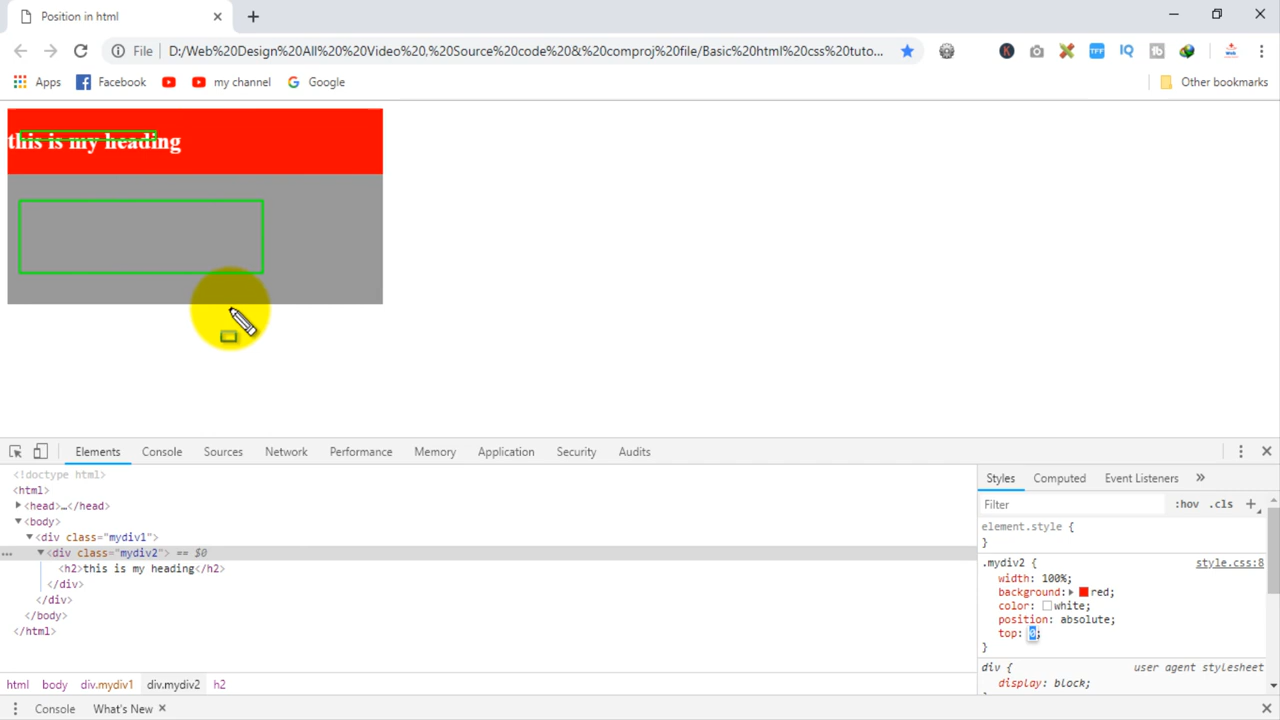 Position in html
File D:/Web%20Design%20All%20%20Video%20.%20Source%20code%20&%20comproj%20file/Basic%20html%20css%20tuto...
K TFF IQ tb
Apps Facebook my channel Google Other bookmarks
this is my heading
Elements Console Sources Network Performance Memory Application Security Audits
<!doctype html>
<html>
<head>…</head>
<body>
<div class="mydiv1">
... <div class="mydiv2"> == $0
<h2>this is my heading</h2>
</div>
</div>
</body>
</html>
Styles Computed Event Listeners »
Filter :hov .cls +
element.style {
}
.mydiv2 { style.css:8
width: 100%;
background: red;
color: white;
position: absolute;
top: 0;
}
div { user agent stylesheet
display: block;
html body div.mydiv1 div.mydiv2 h2
Console What's New ×